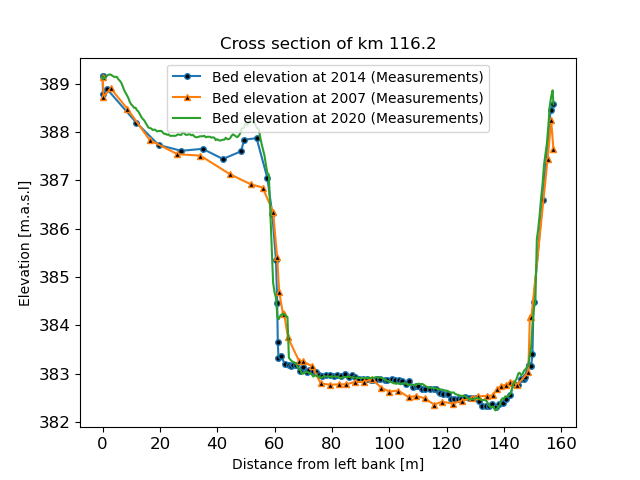 Cross section of km 116.2
Bed elevation at 2014 (Measurements)
Bed elevation at 2007 (Measurements)
Bed elevation at 2020 (Measurements)
Elevation [m.a.s.l]
389
388
387
386
385
384
383
382
0 20 40 60 80 100 120 140 160
Distance from left bank [m]